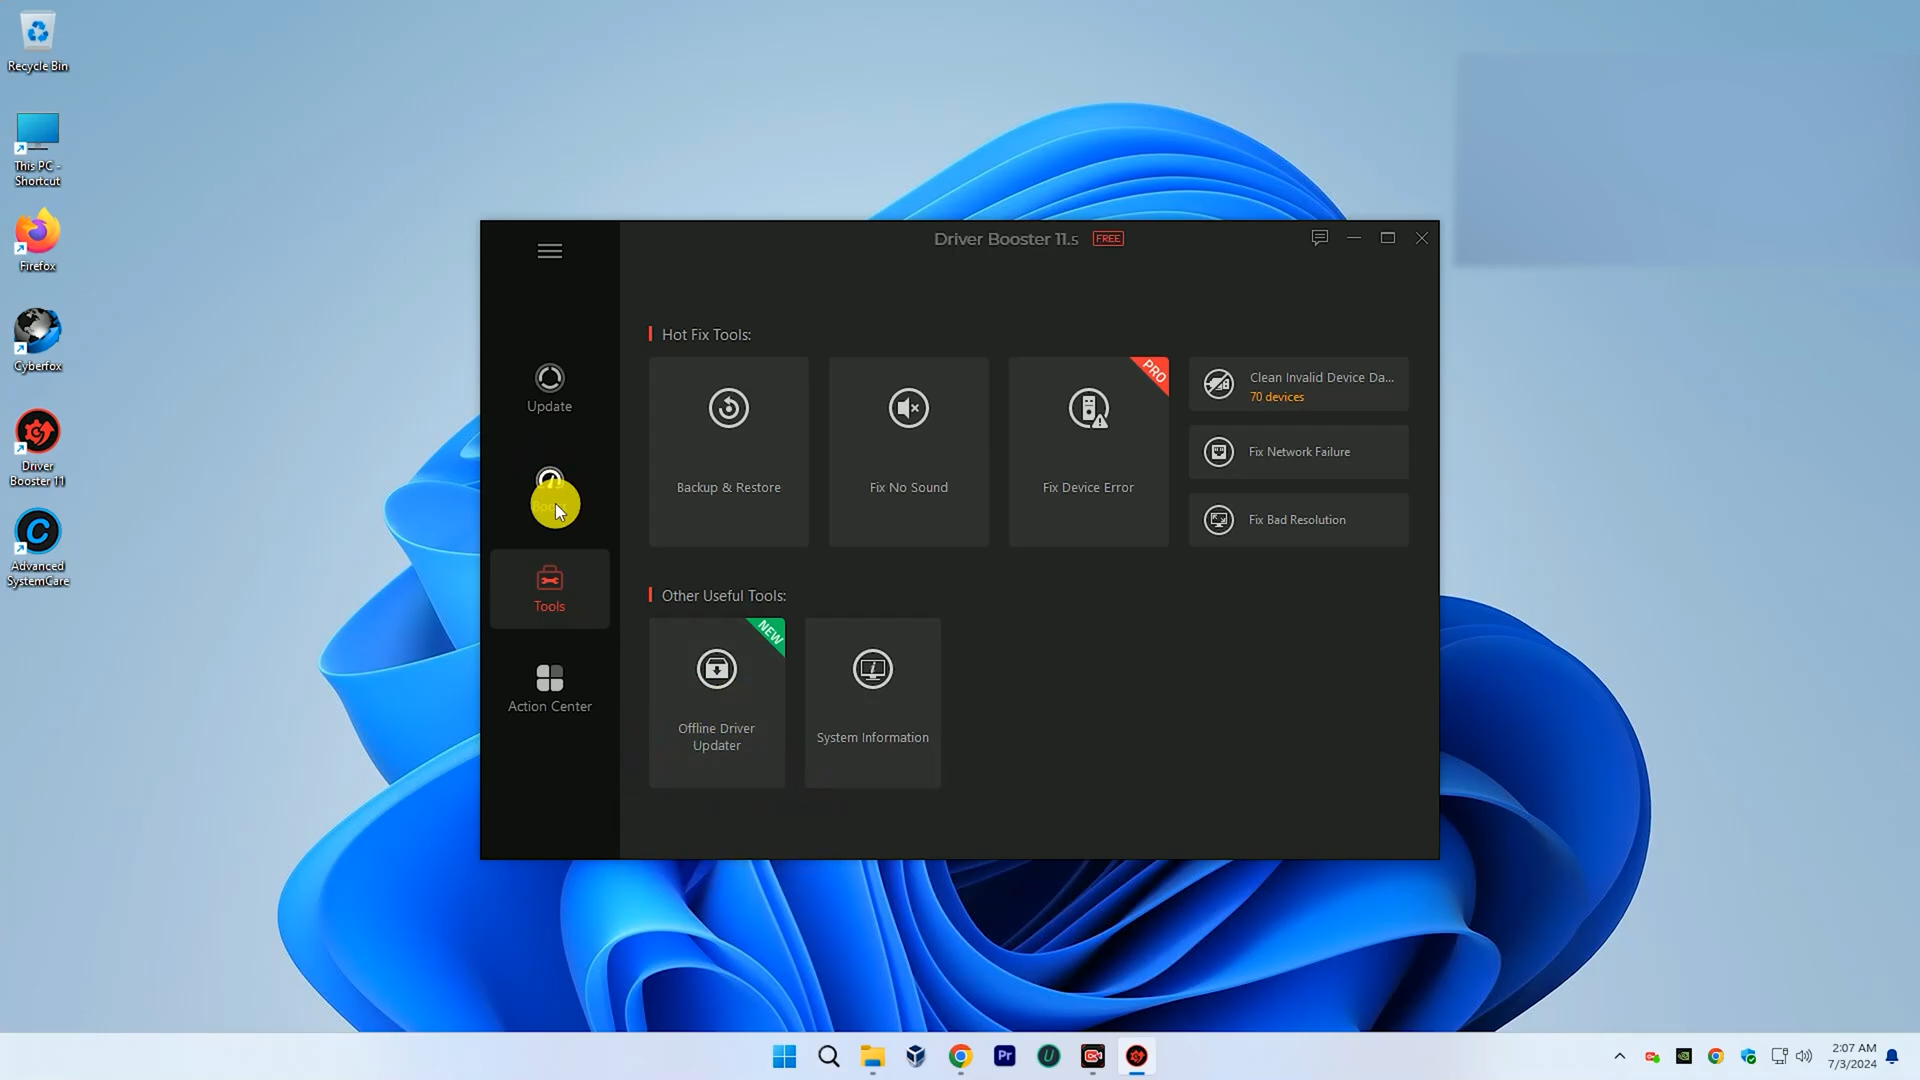 Recycle Bin
This PC -
Shortcut
Firefox
Cyberfox
Driver
Booster 11
Advanced
SystemCare
Driver Booster 11.5 FREE
Update
Boost
Tools
Action Center
Hot Fix Tools:
Backup & Restore
Fix No Sound
PRO
Fix Device Error
Clean Invalid Device Da...
70 devices
Fix Network Failure
Fix Bad Resolution
Other Useful Tools:
NEW
Offline Driver
Updater
System Information
Pr
2:07 AM
7/3/2024